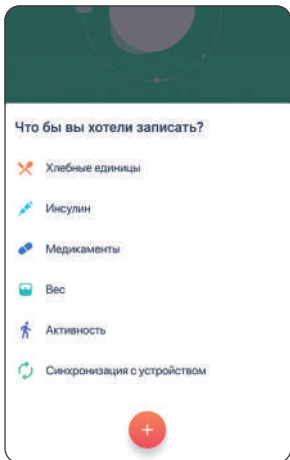 Что бы вы хотели записать?
Хлебные единицы
Инсулин
Медикаменты
Вес
Активность
Синхронизация с устройством